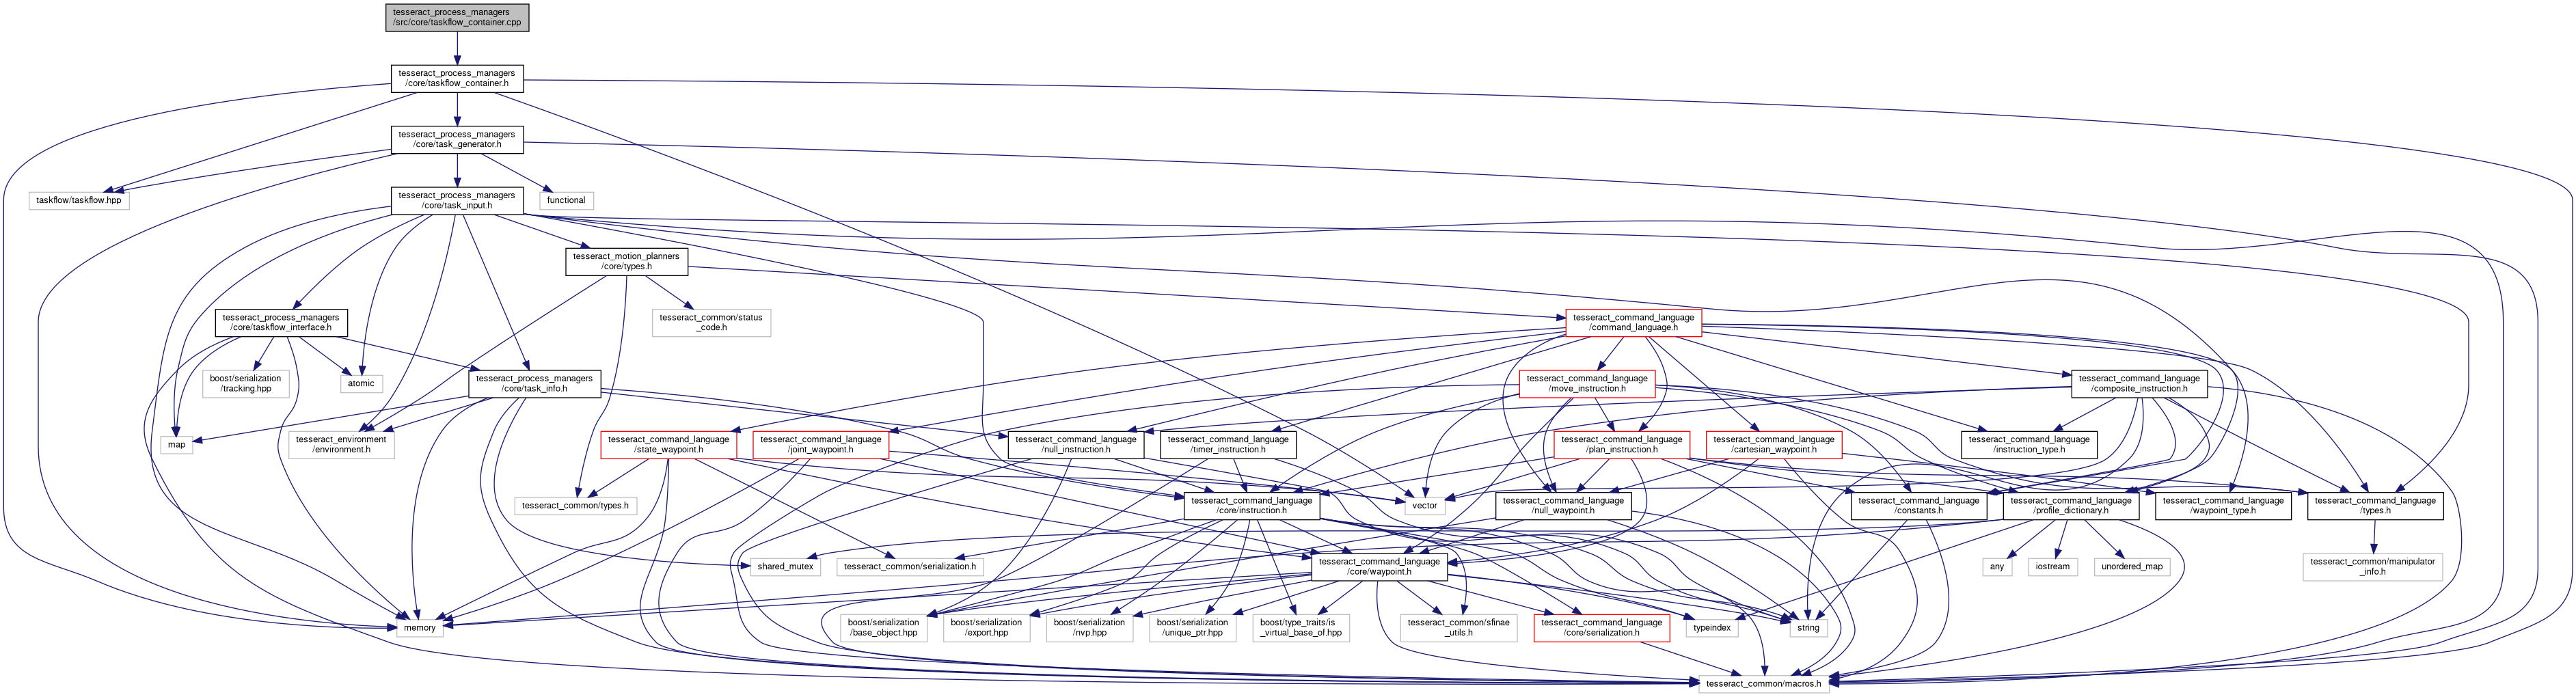 tesseract_process_managers
/src/core/taskflow_container.cpp
tesseract_process_managers
/core/taskflow_container.h
tesseract_process_managers
/core/task_generator.h
taskflow/taskflow.hpp
tesseract_process_managers
/core/task_input.h
functional
tesseract_motion_planners
/core/types.h
tesseract_process_managers
/core/taskflow_interface.h
tesseract_common/status
_code.h
tesseract_command_language
/command_language.h
boost/serialization
/tracking.hpp
atomic
tesseract_process_managers
/core/task_info.h
tesseract_command_language
/move_instruction.h
tesseract_command_language
/composite_instruction.h
map
tesseract_environment
/environment.h
tesseract_command_language
/state_waypoint.h
tesseract_command_language
/joint_waypoint.h
tesseract_command_language
/null_instruction.h
tesseract_command_language
/timer_instruction.h
tesseract_command_language
/plan_instruction.h
tesseract_command_language
/cartesian_waypoint.h
tesseract_command_language
/instruction_type.h
tesseract_common/types.h
tesseract_command_language
/core/instruction.h
vector
tesseract_command_language
/null_waypoint.h
tesseract_command_language
/constants.h
tesseract_command_language
/profile_dictionary.h
tesseract_command_language
/waypoint_type.h
tesseract_command_language
/types.h
shared_mutex
tesseract_common/serialization.h
tesseract_command_language
/core/waypoint.h
any
iostream
unordered_map
tesseract_common/manipulator
_info.h
memory
boost/serialization
/base_object.hpp
boost/serialization
/export.hpp
boost/serialization
/nvp.hpp
boost/serialization
/unique_ptr.hpp
boost/type_traits/is
_virtual_base_of.hpp
tesseract_common/sfinae
_utils.h
tesseract_command_language
/core/serialization.h
typeindex
string
tesseract_common/macros.h